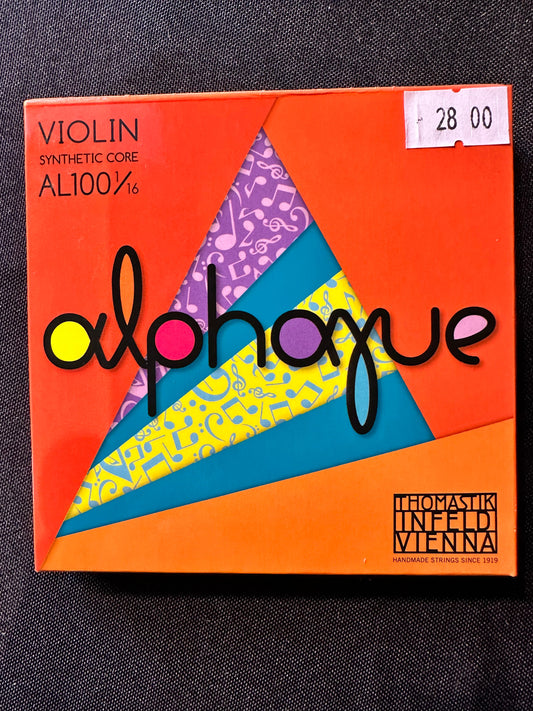 VIOLIN
28 00
SYNTHETIC CORE
AL100 1/16
alphayue
THOMASTIK
INFELD
VIENNA
HANDMADE STRINGS SINCE 1919